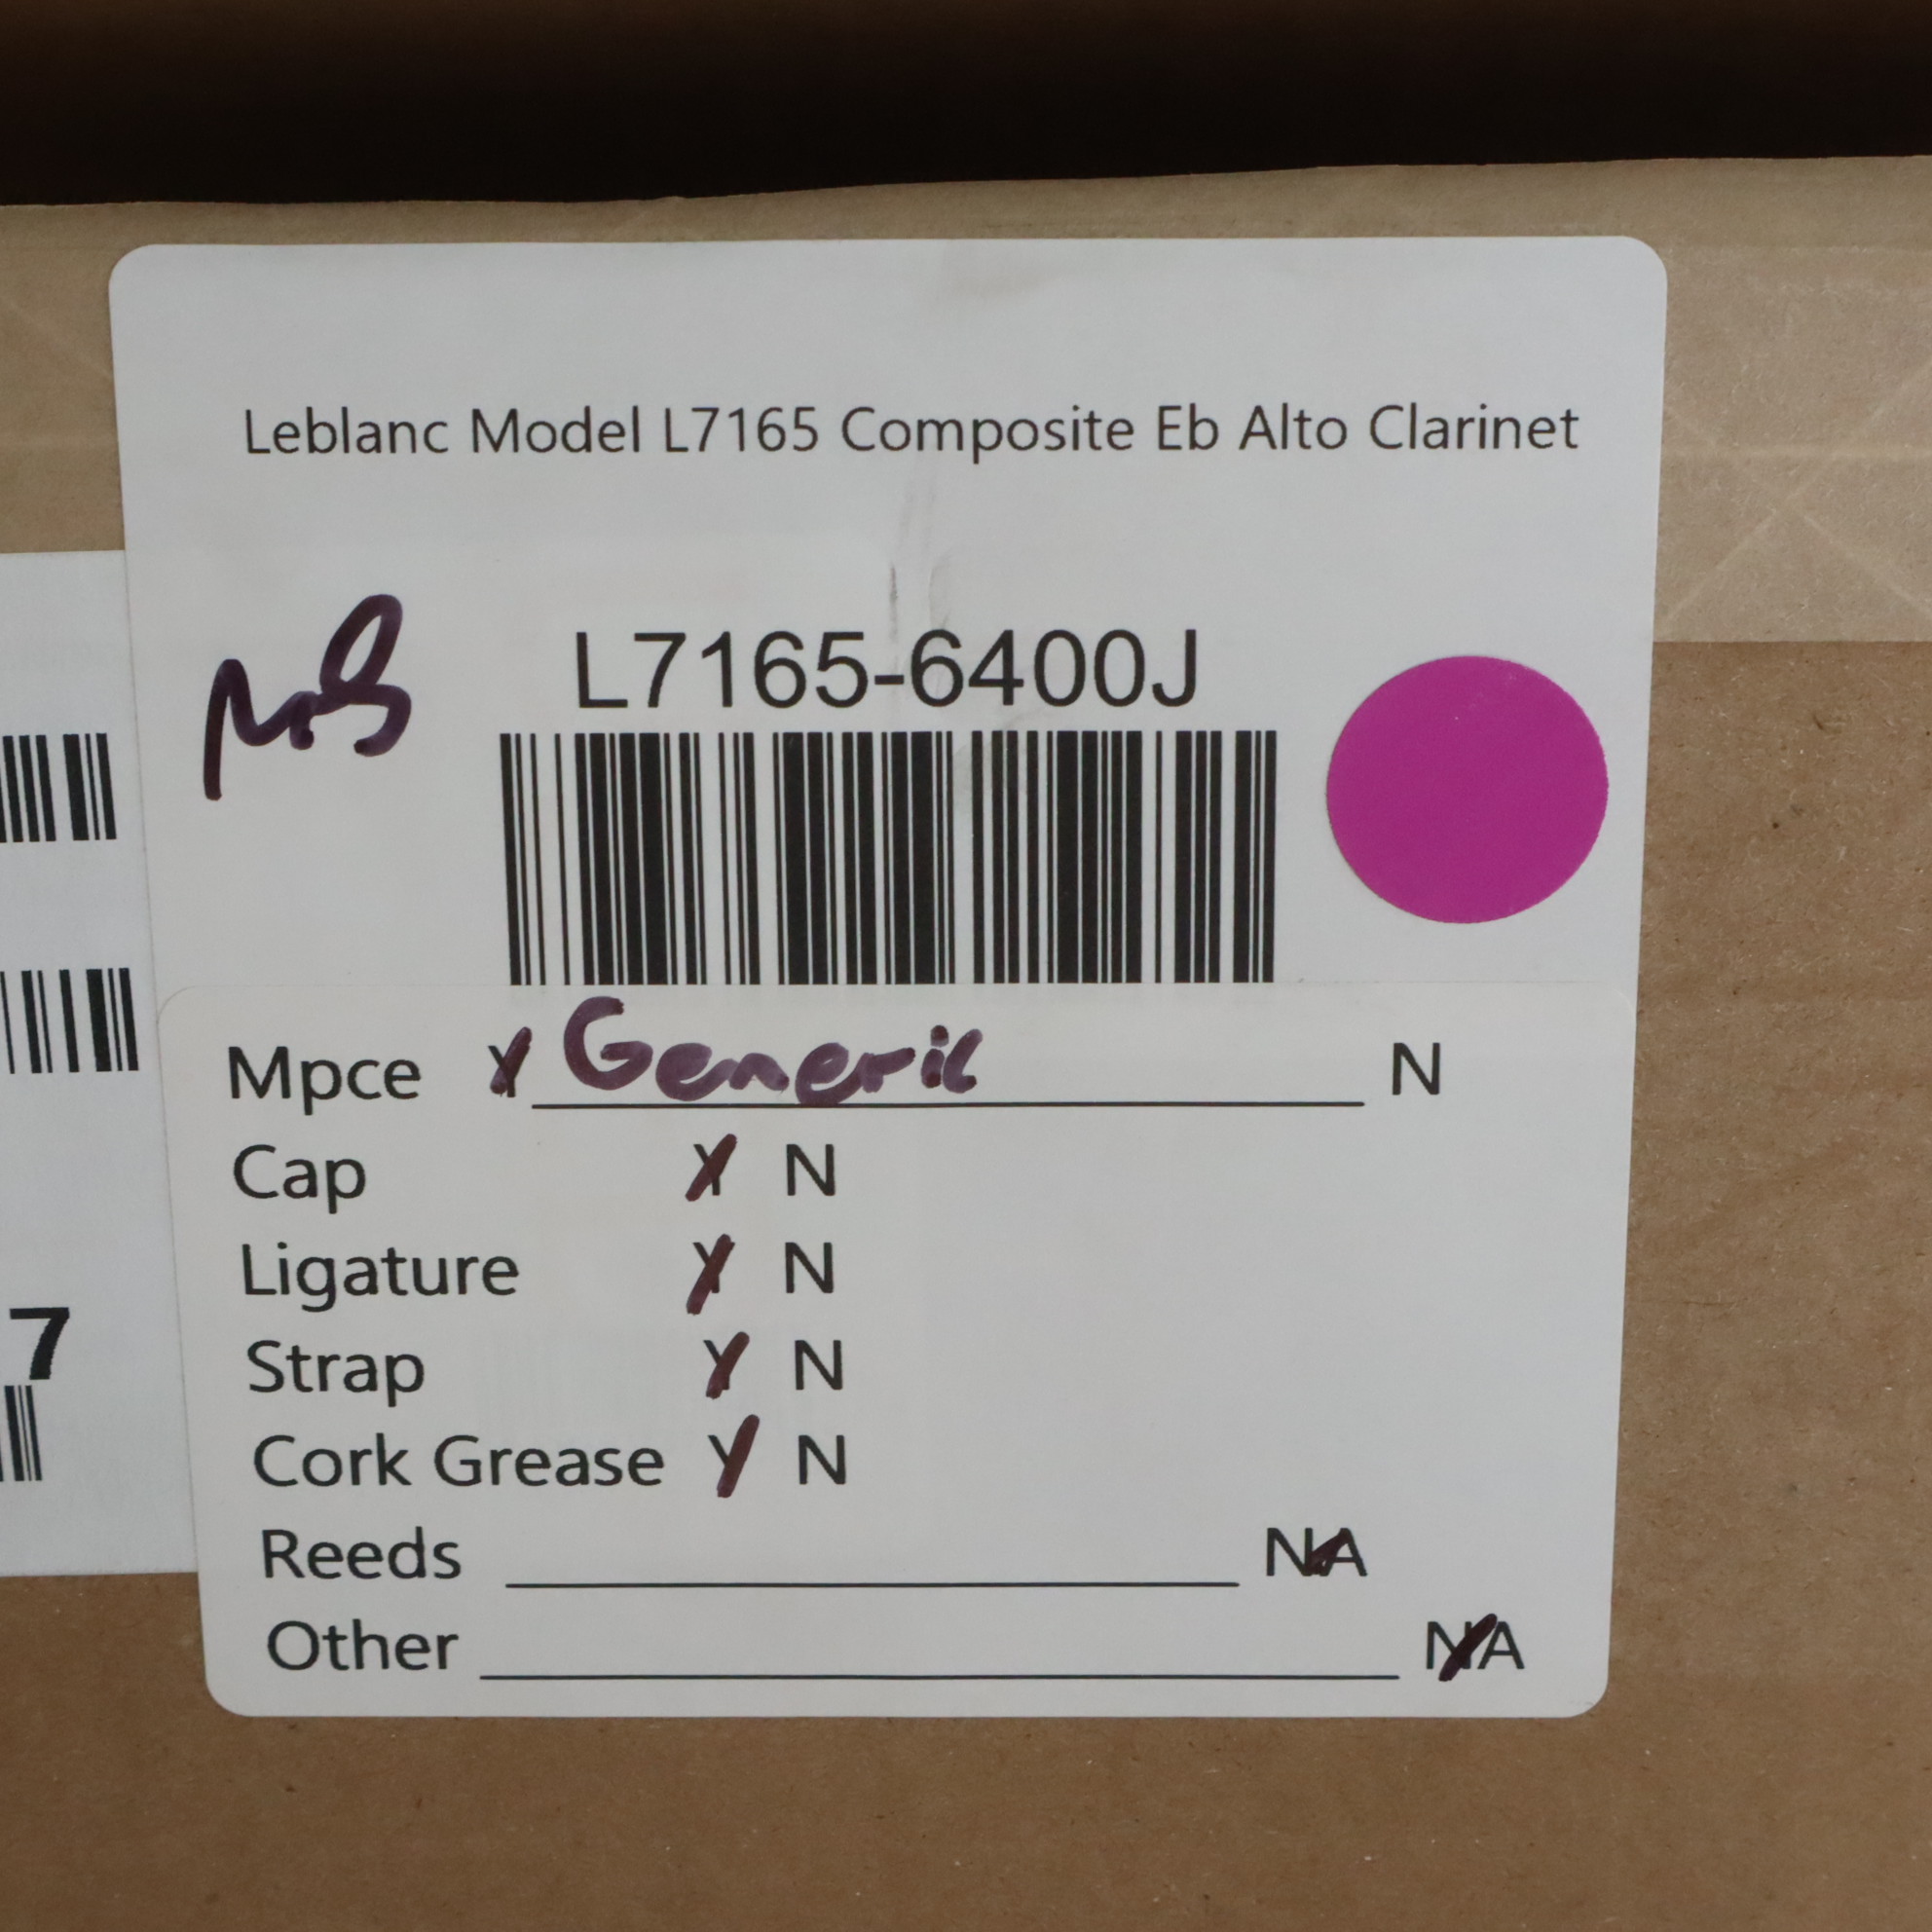 Leblanc Model L7165 Composite Eb Alto Clarinet
L7165-6400J
Mpce Y Generic N
Cap Y N
Ligature Y N
Strap Y N
Cork Grease Y N
Reeds NA
Other NA
7